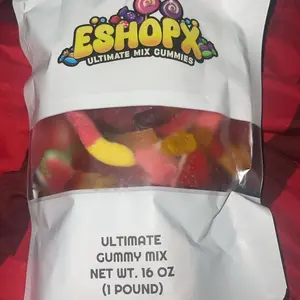 ESHOPX
ULTIMATE MIX GUMMIES
ULTIMATE
GUMMY MIX
NET WT. 16 OZ
(1 POUND)